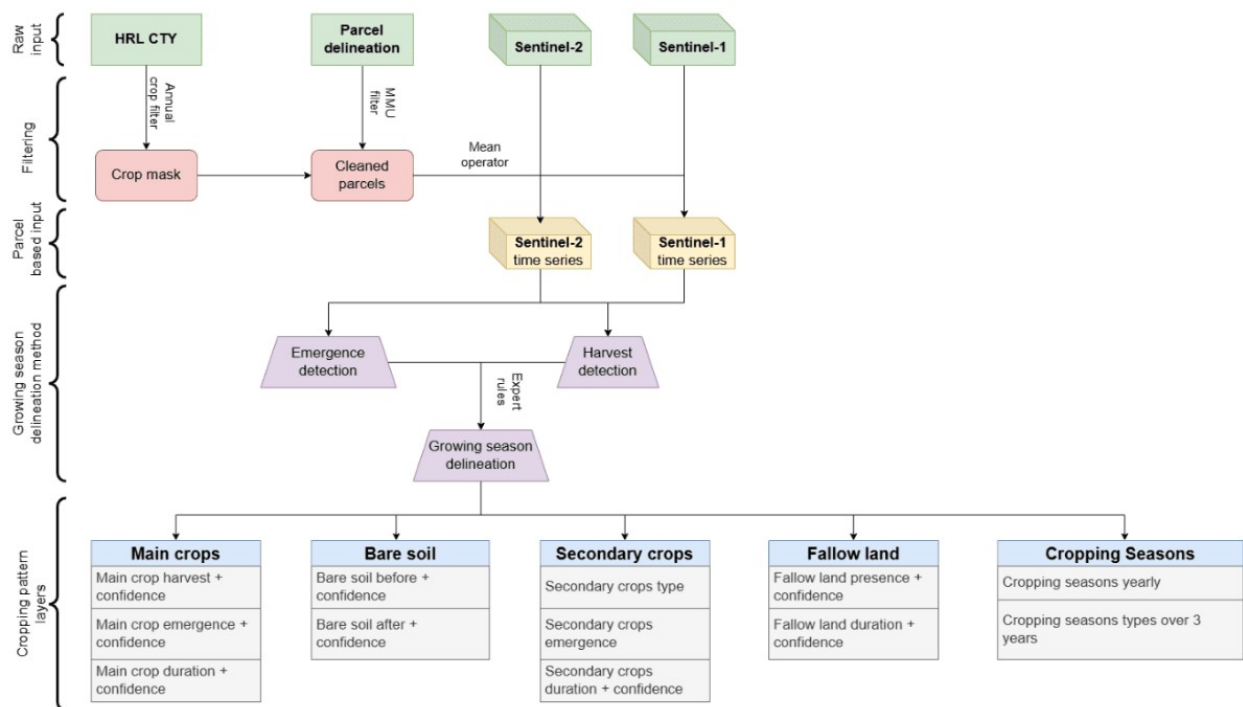 Raw
input
HRL CTY
Parcel
delineation
Sentinel-2
Sentinel-1
Filtering
Annual
crop filter
MMU
filter
Crop mask
Cleaned
parcels
Mean
operator
Parcel
based input
Sentinel-2
time series
Sentinel-1
time series
Growing season
delineation method
Emergence
detection
Harvest
detection
Expert
rules
Growing season
delineation
Cropping pattern
layers
Main crops
Main crop harvest +
confidence
Main crop emergence +
confidence
Main crop duration +
confidence
Bare soil
Bare soil before +
confidence
Bare soil after +
confidence
Secondary crops
Secondary crops type
Secondary crops
emergence
Secondary crops
duration + confidence
Fallow land
Fallow land presence +
confidence
Fallow land duration +
confidence
Cropping Seasons
Cropping seasons yearly
Cropping seasons types over 3
years